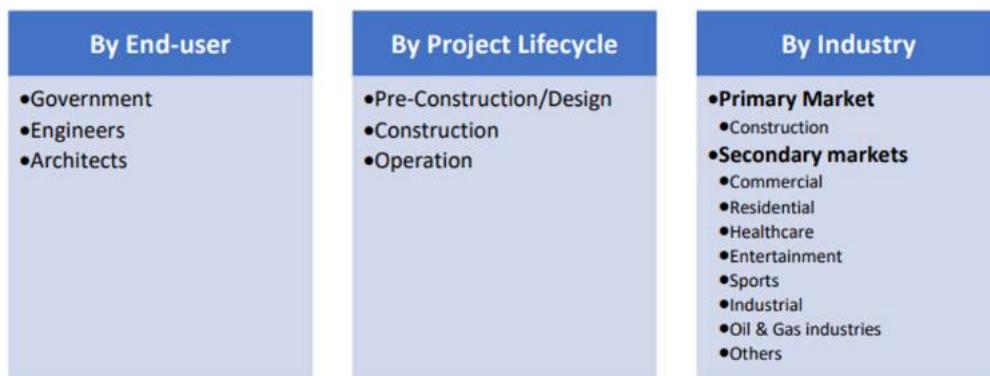 By End-user
•Government
•Engineers
•Architects
By Project Lifecycle
•Pre-Construction/Design
•Construction
•Operation
By Industry
•Primary Market
•Construction
•Secondary markets
•Commercial
•Residential
•Healthcare
•Entertainment
•Sports
•Industrial
•Oil & Gas industries
•Others